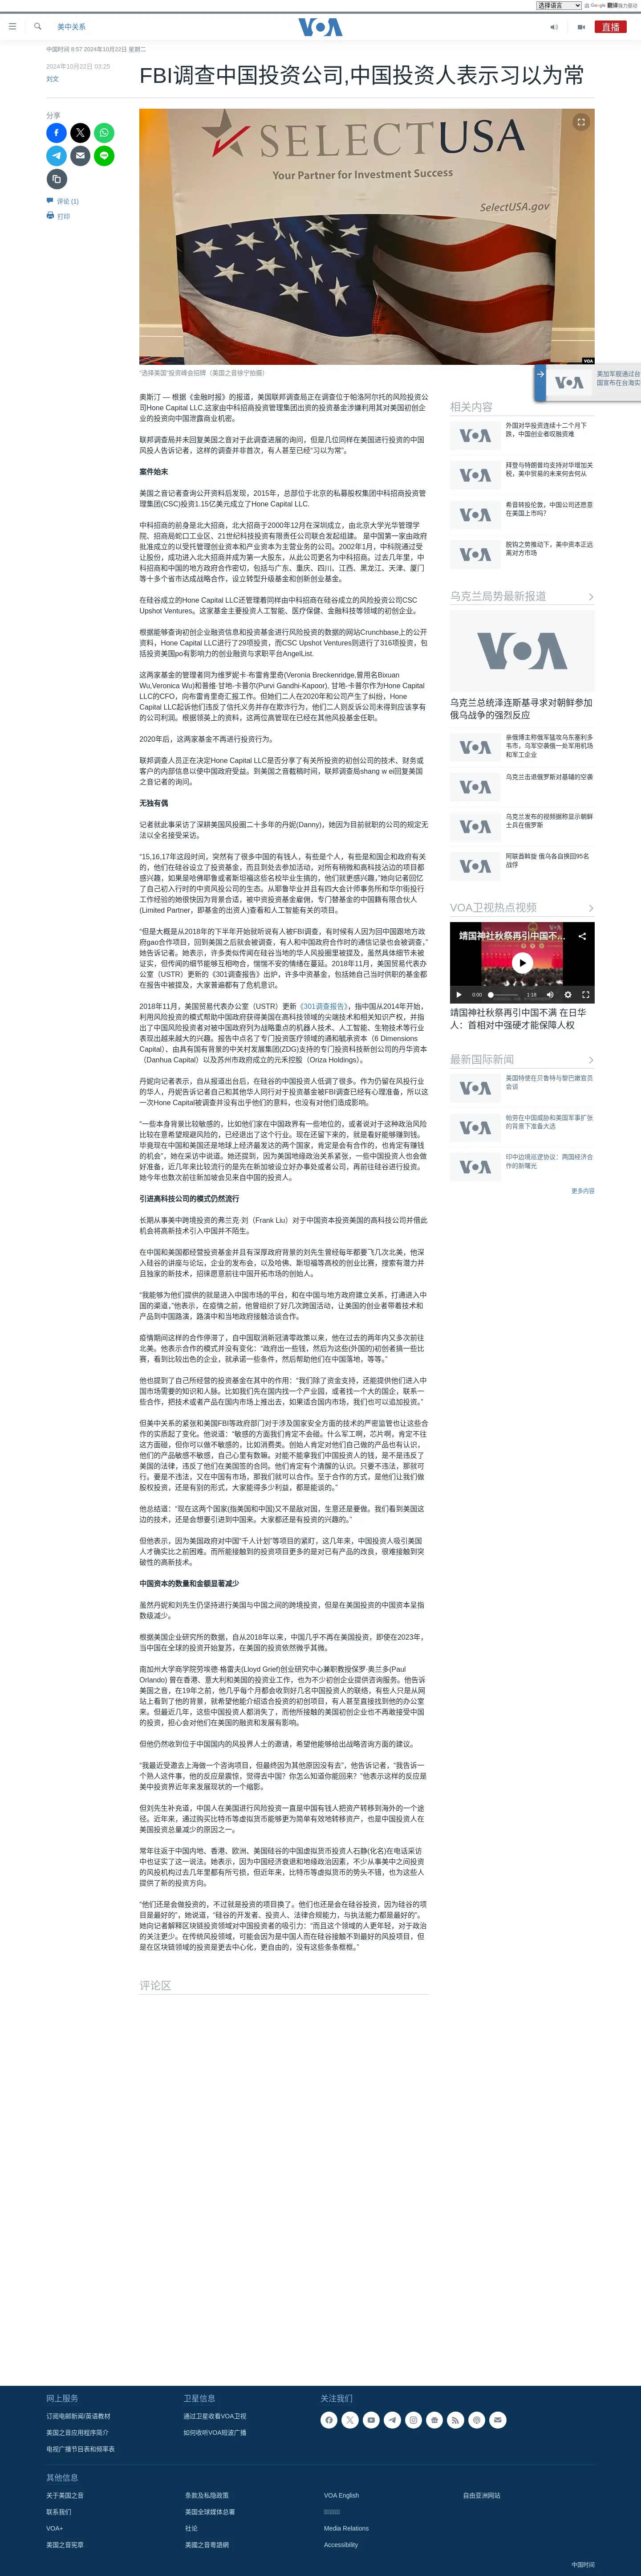 选择语言
由 Google 翻译强力驱动
美中关系
VOA
直播
中国时间 8:57 2024年10月22日 星期二
2024年10月22日 03:25
刘文
FBI调查中国投资公司,中国投资人表示习以为常
分享
评论 (1)
打印
SELECTUSA
Your Partner for Investment Success
SelectUSA.gov
VOA
“选择美国”投资峰会招牌（美国之音徐宁拍摄）
奥斯汀 — 根据《金融时报》的报道，美国联邦调查局正在调查位于帕洛阿尔托的风险投资公司Hone Capital LLC,这家由中科招商投资管理集团出资的投资基金涉嫌利用其对美国初创企业的投资向中国泄露商业机密。
联邦调查局并未回复美国之音对于此调查进展的询问，但是几位同样在美国进行投资的中国风投人告诉记者，这样的调查并非首次，有人甚至已经“习以为常”。
案件始末
美国之音记者查询公开资料后发现，2015年，总部位于北京的私募股权集团中科招商投资管理集团(CSC)投资1.15亿美元成立了Hone Capital LLC.
中科招商的前身是北大招商，北大招商于2000年12月在深圳成立，由北京大学光华管理学院、招商局蛇口工业区、21世纪科技投资有限责任公司联合发起组建。 是中国第一家由政府批准成立的以受托管理创业资本和产业资本为主营业务的公司。2002年1月，中科院通过受让股份，成功进入北大招商并成为第一大股东，从此公司更名为中科招商。过去几年里，中科招商和中国的地方政府合作密切，包括与广东、重庆、四川、江西、黑龙江、天津、厦门等十多个省市达成战略合作，设立转型升级基金和创新创业基金。
在硅谷成立的Hone Capital LLC还管理着同样由中科招商在硅谷成立的风险投资公司CSC Upshot Ventures。这家基金主要投资人工智能、医疗保健、金融科技等领域的初创企业。
根据能够查询初创企业融资信息和投资基金进行风险投资的数据的网站Crunchbase上的公开资料，Hone Capital LLC进行了29项投资，而CSC Upshot Ventures则进行了316项投资，包括投资美国po有影响力的创业融资与求职平台AngelList.
这两家基金的管理者同为维罗妮卡·布雷肯里奇(Veronia Breckenridge,曾用名Bixuan Wu,Veronica Wu)和普维·甘地-卡普尔(Purvi Gandhi-Kapoor), 甘地-卡普尔作为Hone Capital LLC的CFO，向布雷肯里奇汇报工作。但她们二人在2020年和公司产生了纠纷，Hone Capital LLC起诉他们违反了信托义务并存在欺诈行为，他们二人则反诉公司未得到应该享有的公司利润。根据领英上的资料，这两位高管现在已经在其他风投基金任职。
2020年后，这两家基金不再进行投资行为。
联邦调查人员正在决定Hone Capital LLC是否分享了有关所投资的初创公司的技术、财务或客户的内部信息以使中国政府受益。到美国之音截稿时间，联邦调查局shang w ei回复美国之音记者的询问。
无独有偶
记者就此事采访了深耕美国风投圈二十多年的丹妮(Danny)，她因为目前就职的公司的规定无法以全名接受采访。
“15,16,17年这段时间，突然有了很多中国的有钱人，有些是个人，有些是和国企和政府有关的，他们在硅谷设立了投资基金，而且到处去参加活动，对所有稍微和高科技沾边的项目都感兴趣，如果是哈佛耶鲁或者斯坦福这些名校毕业生搞的，他们就更感兴趣,”她向记者回忆了自己初入行时的中资风投公司的生态。从耶鲁毕业并且有四大会计师事务所和华尔街投行工作经验的她很快因为背景合适，被中资投资基金雇佣，专门替基金的中国籍有限合伙人(Limited Partner，即基金的出资人)查看和人工智能有关的项目。
“但是大概是从2018年的下半年开始就听说有人被FBI调查，有时候有人因为回中国跟地方政府gao合作项目，回到美国之后就会被调查，有人和中国政府合作时的通信记录也会被调查，”她告诉记者。她表示，许多类似传闻在硅谷当地的华人风投圈里被提及，虽然具体细节未被证实，但传闻的细节能够互相吻合，惴惴不安的情绪在蔓延。2018年11月，美国贸易代表办公室（USTR）更新的《301调查报告》出炉，许多中资基金，包括她自己当时供职的基金都在报告中被提及，大家普遍都有了危机意识。
2018年11月，美国贸易代表办公室（USTR）更新《301调查报告》，指中国从2014年开始，利用风险投资的模式帮助中国政府获得美国在高科技领域的尖端技术和相关知识产权，并指出了中国风险投资者对被中国政府列为战略重点的机器人技术、人工智能、生物技术等行业表现出越来越大的兴趣。报告中点名了专门投资医疗领域的通和毓承资本（6 Dimensions Capital）、由具有国有背景的中关村发展集团(ZDG)支持的专门投资科技新创公司的丹华资本（Danhua Capital）以及苏州市政府成立的元禾控股（Oriza Holdings）。
丹妮向记者表示，自从报道出台后，在硅谷的中国投资人低调了很多。作为仍留在风投行业的华人，丹妮告诉记者自己和其他华人同行对于投资基金被FBI调查已经有心理准备，所以这一次Hone Capital被调查并没有出乎他们的意料，也没有对他们造成影响。
“一些本身背景比较敏感的，比如他们家在中国政界有一些地位的，或者说对于这种政治风险比较在意希望规避风险的，已经退出了这个行业。现在还留下来的，就是看好能够赚到钱。毕竟现在中国和美国还是地球上经济最发达的两个国家，肯定是会有合作的，也肯定有赚钱的机会的”，她在采访中说道。她还提到，因为美国地缘政治关系紧张，一些中国投资人也会做好准备，近几年来比较流行的是先在新加坡设立好办事处或者公司，再前往硅谷进行投资。她今年也数次前往新加坡会见来自中国的投资人。
引进高科技公司的模式仍然流行
长期从事美中跨境投资的弗兰克·刘（Frank Liu）对于中国资本投资美国的高科技公司并借此机会将高新技术引入中国并不陌生。
在中国和美国都经营投资基金并且有深厚政府背景的刘先生曾经每年都要飞几次北美，他深入硅谷的讲座与论坛，企业的发布会，以及哈佛、斯坦福等高校的创业比赛，搜索有潜力并且独家的新技术，招徕愿意前往中国开拓市场的创始人。
“我能够为他们提供的就是进入中国市场的平台，和在中国与地方政府建立关系，打通进入中国的渠道，”他表示，在疫情之前，他曾组织了好几次跨国活动，让美国的创业者带着技术和产品到中国路演，路演中和当地政府接触洽谈合作。
疫情期间这样的合作停滞了，自中国取消新冠清零政策以来，他在过去的两年内又多次前往北美。他表示合作的模式并没有变化：“政府出一些钱，然后为这些(外国的)初创者搞一些比赛，看到比较出色的企业，就承诺一些条件，然后帮助他们在中国落地，等等。”
他也提到了自己所经营的投资基金在其中的作用：“我们除了资金支持，还能提供他们进入中国市场需要的知识和人脉。比如我们先在国内找一个产业园，或者找一个大的国企，联系一些合作，把技术或者产品在国内市场上推出去，如果适合国内市场，我们也可以追加投资。”
但美中关系的紧张和美国FBI等政府部门对于涉及国家安全方面的技术的严密监管也让这些合作的实质起了变化。他说道：“敏感的方面我们肯定不会碰。什么军工啊，芯片啊，肯定不往这方面碰，但你可以做不敏感的，比如消费类。创始人肯定对他们自己做的产品也有认识，他们的产品敏感不敏感，自己心里有数嘛。对能不能拿我们中国投资人的钱，是不是违反了美国的法律，违反了他们在美国签的合同。他们肯定有个清醒的认识。只要不违法，那就可行。要是不违法，又在中国有市场，那我们就可以合作。至于合作的方式，是他们让我们做股权投资，还是有别的形式，大家能得多少利益，都是能谈的。”
他总结道：“现在这两个国家(指美国和中国)又不是敌对国，生意还是要做。我们看到美国这边的技术，还是会想要引进到中国来。大家都还是有投资的兴趣的。”
但他表示，因为美国政府对中国“千人计划”等项目的紧盯，这几年来，中国投资人吸引美国人才确实比之前困难。而所能接触到的投资项目更多的是对已有产品的改良，很难接触到突破性的高新技术。
中国资本的数量和金额显著减少
虽然丹妮和刘先生仍坚持进行美国与中国之间的跨境投资，但是在美国投资的中国资本呈指数级减少。
根据美国企业研究所的数据，自从2018年以来，中国几乎不再在美国投资，即使在2023年，当中国在全球的投资开始复苏，在美国的投资依然微乎其微。
南加州大学商学院劳埃德·格雷夫(Lloyd Grief)创业研究中心兼职教授保罗·奥兰多(Paul Orlando) 曾在香港、意大利和美国的投资业工作，也为不少初创企业提供咨询服务。他告诉美国之音，在19年之前，他几乎每个月都会收到好几名中国投资人的联络，有些人只是从网站上看到了他的背景，就希望他能介绍适合投资的初创项目，有人甚至直接找到他的办公室来。但最近几年，这些中国投资人都消失了，而他所接触的美国初创企业也不再敢接受中国的投资，担心会对他们在美国的融资和发展有影响。
但他仍然收到位于中国国内的风投界人士的邀请，希望他能够给出战略咨询方面的建议。
“我最近受邀去上海做一个咨询项目，但最终因为其他原因没有去”，他告诉记者，“我告诉一个熟人这件事，他的反应是震惊，觉得去中国？你怎么知道你能回来？”他表示这样的反应是美中投资界近年来发展现状的一个缩影。
但刘先生补充道，中国人在美国进行风险投资一直是中国有钱人把资产转移到海外的一个途径。近年来，通过购买比特币等虚拟货币能够更为简单有效地转移资产，也是中国投资人在美国投资总量减少的原因之一。
常年往返于中国内地、香港、欧洲、美国硅谷的中国虚拟货币投资人石静(化名)在电话采访中也证实了这一说法。她表示，因为中国经济衰退和地缘政治因素，不少从事美中之间投资的风投机构过去几年里都有所亏损，但近年来，比特币等虚拟货币的势头不错，也为这些人提供了新的投资方向。
“他们还是会做投资的，不过就是投资的项目换了。他们也还是会在硅谷投资，因为硅谷的项目是最好的”，她说道，“硅谷的开发者、投资人、法律合规能力，与执法能力都是最好的”。她向记者解释区块链投资领域对中国投资者的吸引力：“而且这个领域的人更年轻，对于政治的关注更少。在传统风投领域，可能会因为是中国人而在硅谷接触不到最好的风投项目，但是在区块链领域的投资是更去中心化，更自由的，没有这些条条框框。”
评论区
美加军舰通过台
国宣布在台海实
相关内容
外国对华投资连续十二个月下跌，中国创业者叹融资难
拜登与特朗普均支持对华增加关税，美中贸易的未来何去何从
希音转投伦敦，中国公司还愿意在美国上市吗？
脱钩之势推动下，美中资本正远离对方市场
乌克兰局势最新报道
乌克兰总统泽连斯基寻求对朝鲜参加俄乌战争的强烈反应
亲俄博主称俄军猛攻乌东塞利多韦市，乌军空袭俄一处军用机场和军工企业
乌克兰击退俄罗斯对基辅的空袭
乌克兰发布的视频据称显示朝鲜士兵在俄罗斯
阿联酋斡旋 俄乌各自换回95名战俘
VOA卫视热点视频
靖国神社秋祭再引中国不...
0:00
1:18
靖国神社秋祭再引中国不满 在日华人：首相对中强硬才能保障人权
最新国际新闻
美国特使在贝鲁特与黎巴嫩官员会谈
帕劳在中国威胁和美国军事扩张的背景下准备大选
印中边境巡逻协议：两国经济合作的新曙光
更多内容
网上服务
订阅电邮新闻/英语教材
美国之音应用程序简介
电视广播节目表和频率表
卫星信息
通过卫星收看VOA卫视
如何收听VOA短波广播
关注我们
其他信息
关于美国之音
联系我们
VOA+
美国之音宪章
条款及私隐政策
美国全球媒体总署
社论
美國之音粵語網
VOA English
Media Relations
Accessibility
自由亚洲网站
中国时间